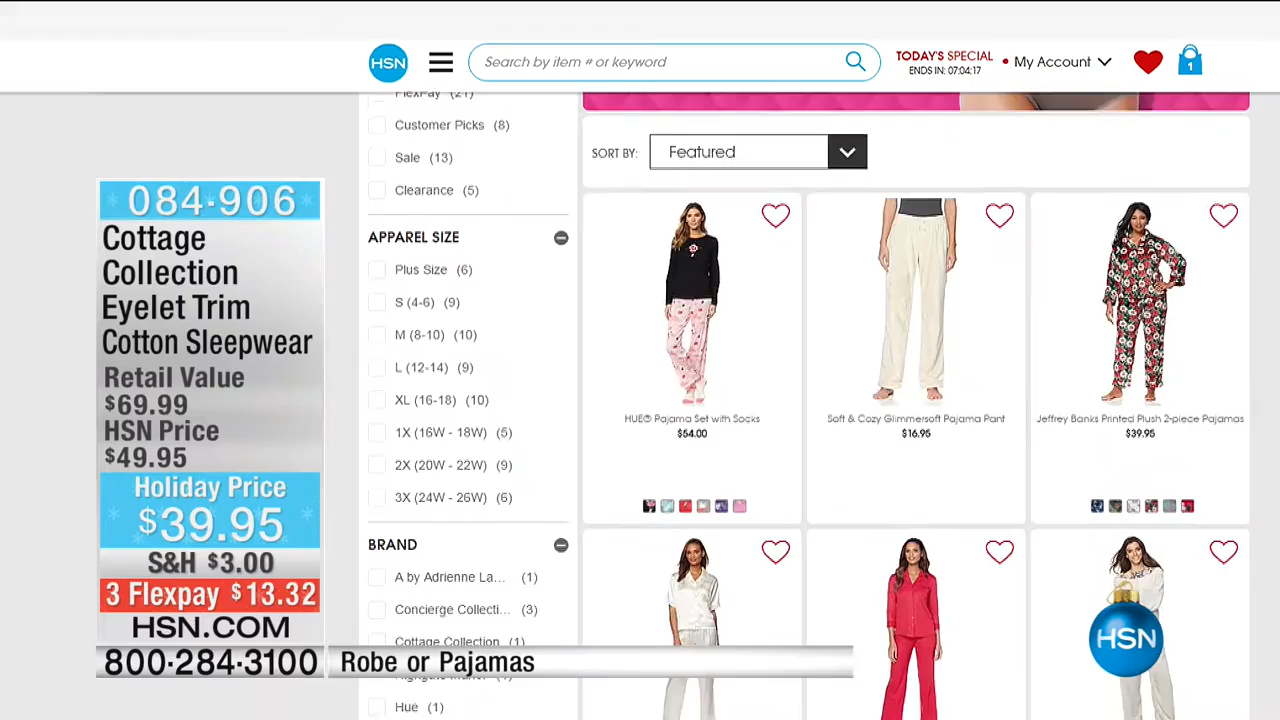 HSN
Search by item # or keyword
TODAY'S SPECIAL
ENDS IN: 07:04:17
My Account
1
FlexPay (21)
Customer Picks (8)
Sale (13)
Clearance (5)
APPAREL SIZE
Plus Size (6)
S (4-6) (9)
M (8-10) (10)
L (12-14) (9)
XL (16-18) (10)
1X (16W - 18W) (5)
2X (20W - 22W) (9)
3X (24W - 26W) (6)
BRAND
A by Adrienne La... (1)
Concierge Collecti... (3)
Cottage Collection (1)
Hue (1)
SORT BY: Featured
HUE® Pajama Set with Socks
$54.00
Soft & Cozy Glimmersoft Pajama Pant
$16.95
Jeffrey Banks Printed Plush 2-piece Pajamas
$39.95
084-906
Cottage
Collection
Eyelet Trim
Cotton Sleepwear
Retail Value
$69.99
HSN Price
$49.95
Holiday Price
$39.95
S&H $3.00
3 Flexpay $13.32
HSN.COM
800-284-3100
Robe or Pajamas
HSN